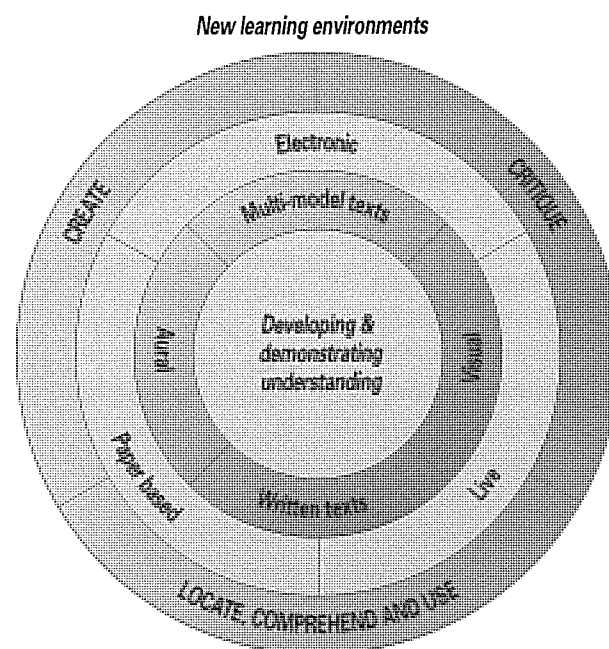 New learning environments
CREATE
CRITIQUE
Electronic
Multi-model texts
Aural
Developing &
demonstrating
understanding
Visual
Paper based
Written texts
Live
LOCATE, COMPREHEND AND USE